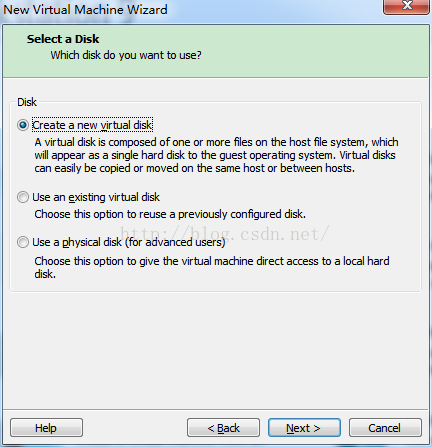 New Virtual Machine Wizard
Select a Disk
Which disk do you want to use?
Disk
Create a new virtual disk
A virtual disk is composed of one or more files on the host file system, which
will appear as a single hard disk to the guest operating system. Virtual disks
can easily be copied or moved on the same host or between hosts.
Use an existing virtual disk
Choose this option to reuse a previously configured disk.
http://blog.csdn.net/
Use a physical disk (for advanced users)
Choose this option to give the virtual machine direct access to a local hard
disk.
Help
< Back
Next >
Cancel